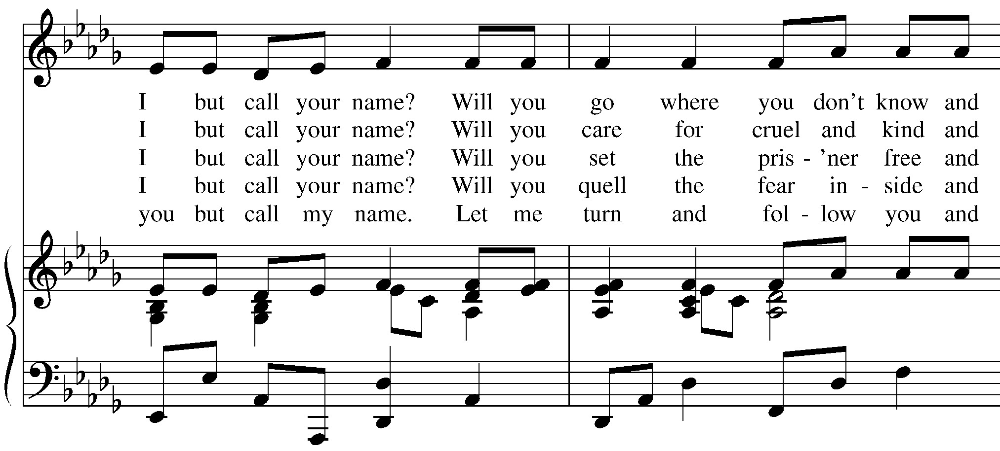 I but call your name? Will you go where you don't know and
I but call your name? Will you care for cruel and kind and
I but call your name? Will you set the pris - 'ner free and
I but call your name? Will you quell the fear in - side and
you but call my name. Let me turn and fol - low you and